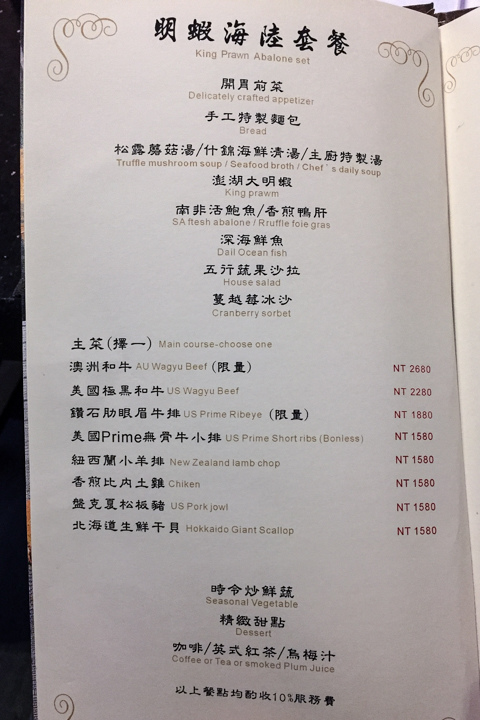 明蝦海陸套餐
King Prawn Abalone set
開胃前菜
Delicately crafted appetizer
手工特製麵包
Bread
松露蘑菇湯/什錦海鮮清湯/主廚特製湯
Truffle mushroom soup / Seafood broth / Chef´s daily soup
澎湖大明蝦
King prawm
南非活鮑魚/香煎鴨肝
SA ftesh abalone / Rruffle foie gras
深海鮮魚
Dail Ocean fish
五行蔬果沙拉
House salad
蔓越莓冰沙
Cranberry sorbet
主菜(擇一) Main course-choose one
澳洲和牛 AU Wagyu Beef (限量) NT 2680
美國極黑和牛 US Wagyu Beef NT 2280
鑽石肋眼眉牛排 US Prime Ribeye (限量) NT 1880
美國Prime無骨牛小排 US Prime Short ribs (Bonless) NT 1580
紐西蘭小羊排 New Zealand lamb chop NT 1580
香煎比內土雞 Chiken NT 1580
盤克夏松板豬 US Pork jowl NT 1580
北海道生鮮干貝 Hokkaido Giant Scallop NT 1580
時令炒鮮蔬
Seasonal Vegetable
精緻甜點
Dessert
咖啡/英式紅茶/烏梅汁
Coffee or Tea or smoked Plum Juice
以上餐點均酌收10%服務費